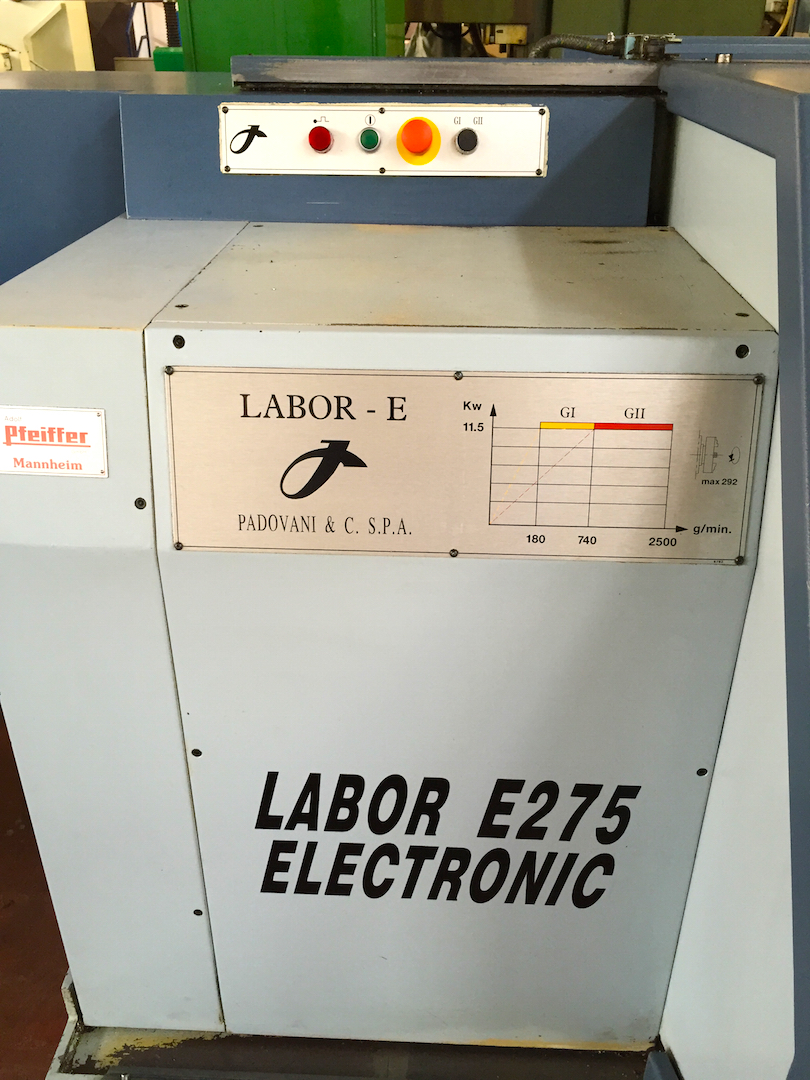 GI GII
LABOR - E
PADOVANI & C. S.P.A.
Kw
11.5
GI GII
max 292
g/min.
180 740 2500
Pfeiffer
Mannheim
LABOR E275
ELECTRONIC